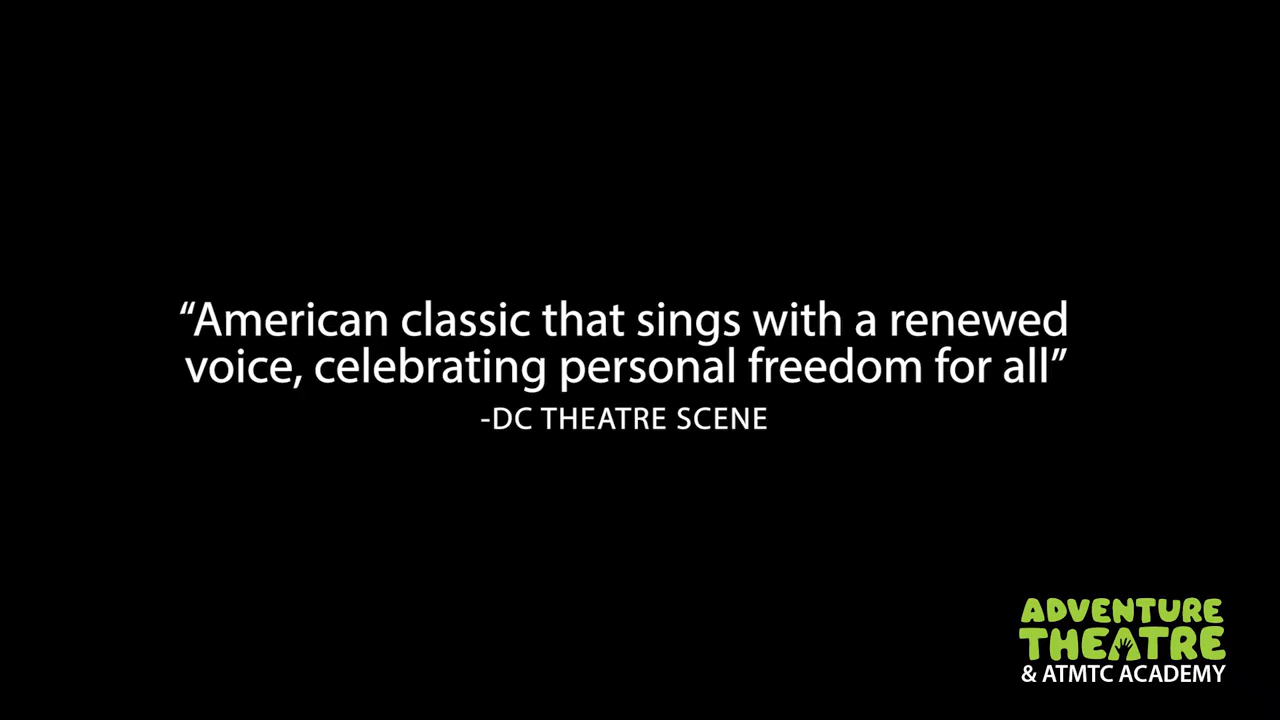 “American classic that sings with a renewed
voice, celebrating personal freedom for all”
-DC THEATRE SCENE
ADVENTURE
THEATRE
& ATMTC ACADEMY